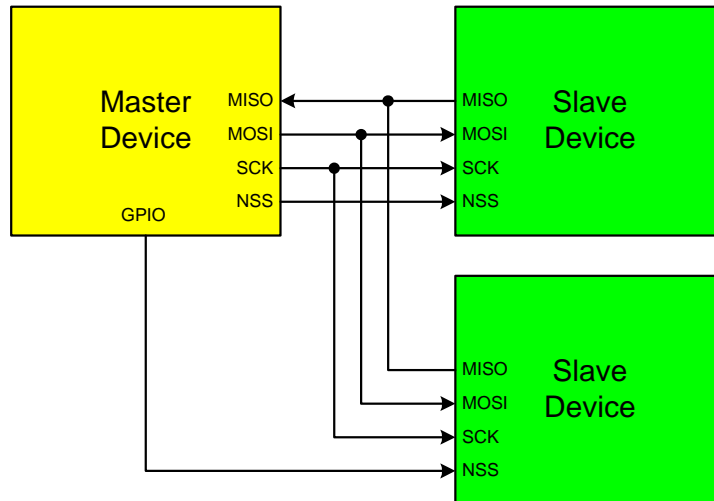 Master
Device
MISO
MOSI
SCK
NSS
GPIO
MISO
MOSI
SCK
NSS
Slave
Device
MISO
MOSI
SCK
NSS
Slave
Device